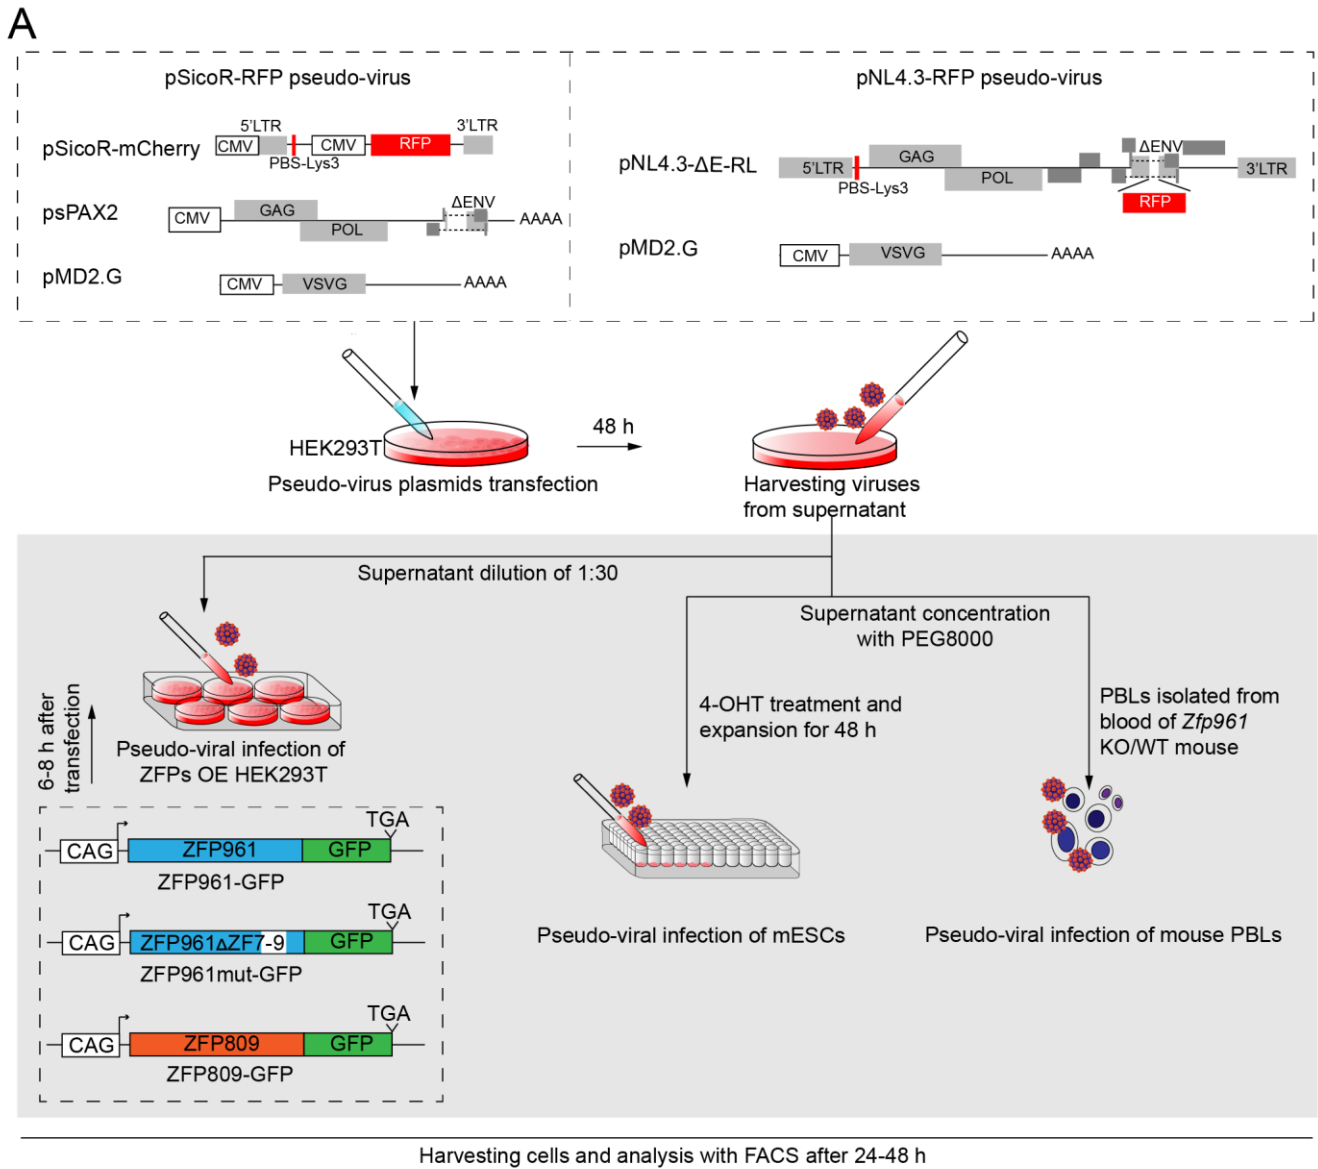 A
pSicoR-RFP pseudo-virus
pSicoR-mCherry
5'LTR
3'LTR
CMV
CMV
RFP
PBS-Lys3
psPAX2
CMV
GAG
POL
ΔENV
AAAA
pMD2.G
CMV
VSVG
AAAA
pNL4.3-RFP pseudo-virus
pNL4.3-ΔE-RL
5'LTR
GAG
ΔENV
3'LTR
PBS-Lys3
POL
RFP
pMD2.G
CMV
VSVG
AAAA
HEK293T
48 h
Pseudo-virus plasmids transfection
Harvesting viruses
from supernatant
Supernatant dilution of 1:30
Supernatant concentration
with PEG8000
6-8 h after
transfection
Pseudo-viral infection of
ZFPs OE HEK293T
4-OHT treatment and
expansion for 48 h
PBLs isolated from
blood of Zfp961
KO/WT mouse
TGA
CAG
ZFP961
GFP
ZFP961-GFP
TGA
CAG
ZFP961ΔZF7-9
GFP
ZFP961mut-GFP
TGA
CAG
ZFP809
GFP
ZFP809-GFP
Pseudo-viral infection of mESCs
Pseudo-viral infection of mouse PBLs
Harvesting cells and analysis with FACS after 24-48 h